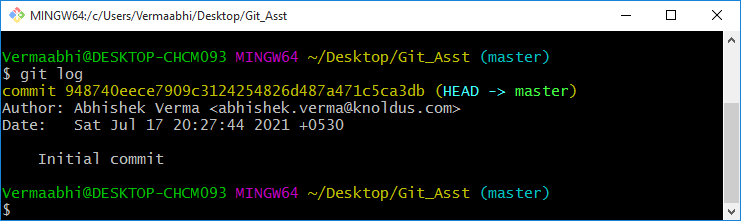 MINGW64:/c/Users/Vermaabhi/Desktop/Git_Asst
Vermaabhi@DESKTOP-CHCM093 MINGW64 ~/Desktop/Git_Asst (master)
$ git log
commit 948740eece7909c3124254826d487a471c5ca3db (HEAD -> master)
Author: Abhishek Verma <abhishek.verma@knoldus.com>
Date:   Sat Jul 17 20:27:44 2021 +0530
    Initial commit
Vermaabhi@DESKTOP-CHCM093 MINGW64 ~/Desktop/Git_Asst (master)
$